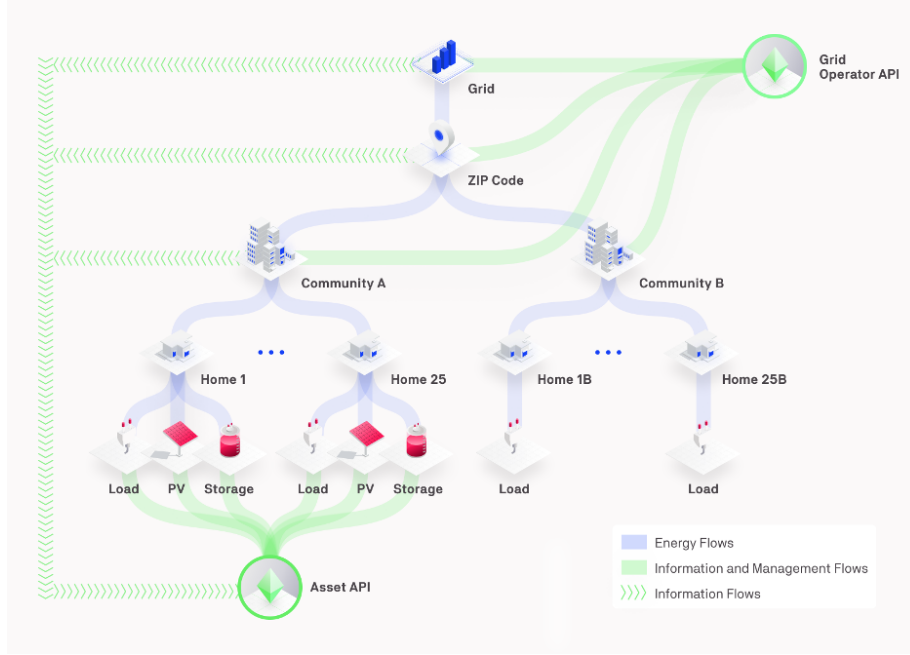 Grid
Grid
Operator API
ZIP Code
Community A
Community B
Home 1
Home 25
Home 1B
Home 25B
Load
PV
Storage
Load
PV
Storage
Load
Load
Asset API
Energy Flows
Information and Management Flows
Information Flows